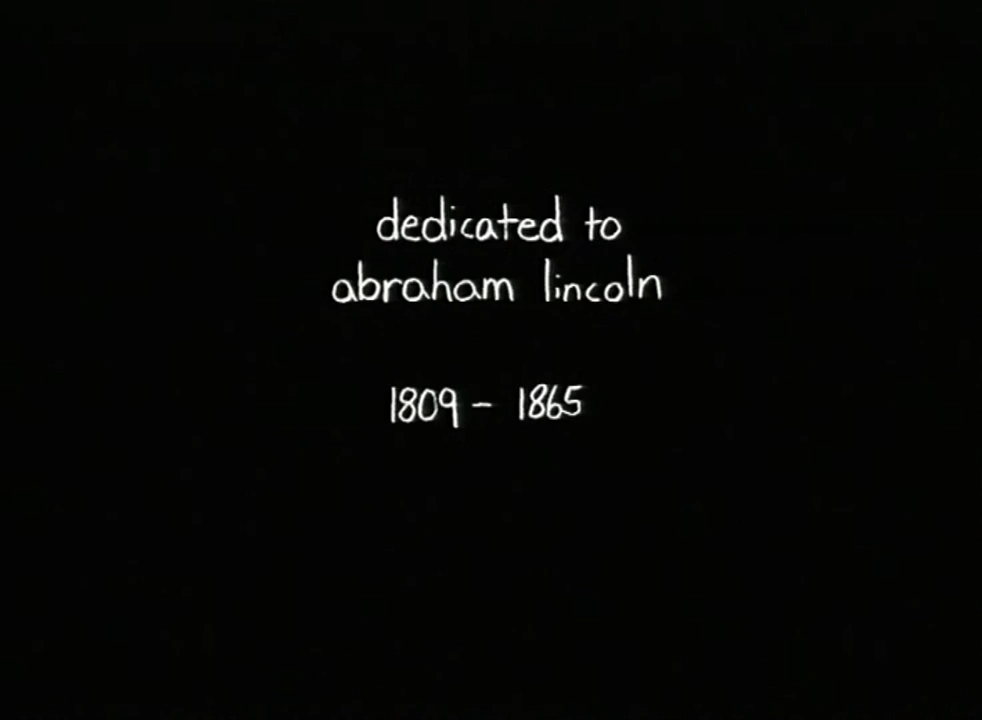 dedicated to
abraham lincoln
1809 – 1865